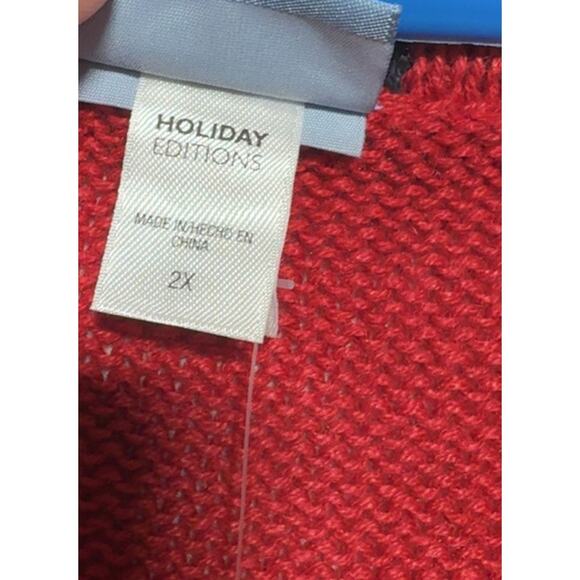 HOLIDAY
EDITIONS
MADE IN/HECHO EN
CHINA
2X